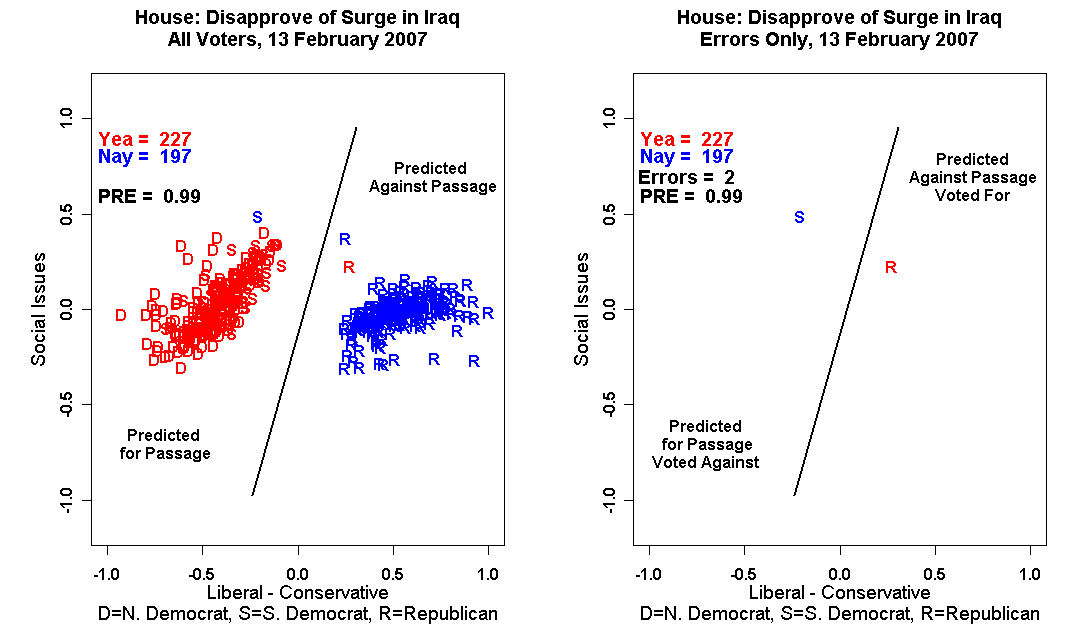 House: Disapprove of Surge in Iraq
All Voters, 13 February 2007
Yea = 227
Nay = 197
PRE = 0.99
Predicted
Against Passage
Predicted
for Passage
S
R
R
Social Issues
1.0
0.5
0.0
-0.5
-1.0
-1.0
-0.5
0.0
0.5
1.0
Liberal - Conservative
D=N. Democrat, S=S. Democrat, R=Republican
House: Disapprove of Surge in Iraq
Errors Only, 13 February 2007
Yea = 227
Nay = 197
Errors = 2
PRE = 0.99
Predicted
Against Passage
Voted For
S
R
Predicted
for Passage
Voted Against
Social Issues
1.0
0.5
0.0
-0.5
-1.0
-1.0
-0.5
0.0
0.5
1.0
Liberal - Conservative
D=N. Democrat, S=S. Democrat, R=Republican